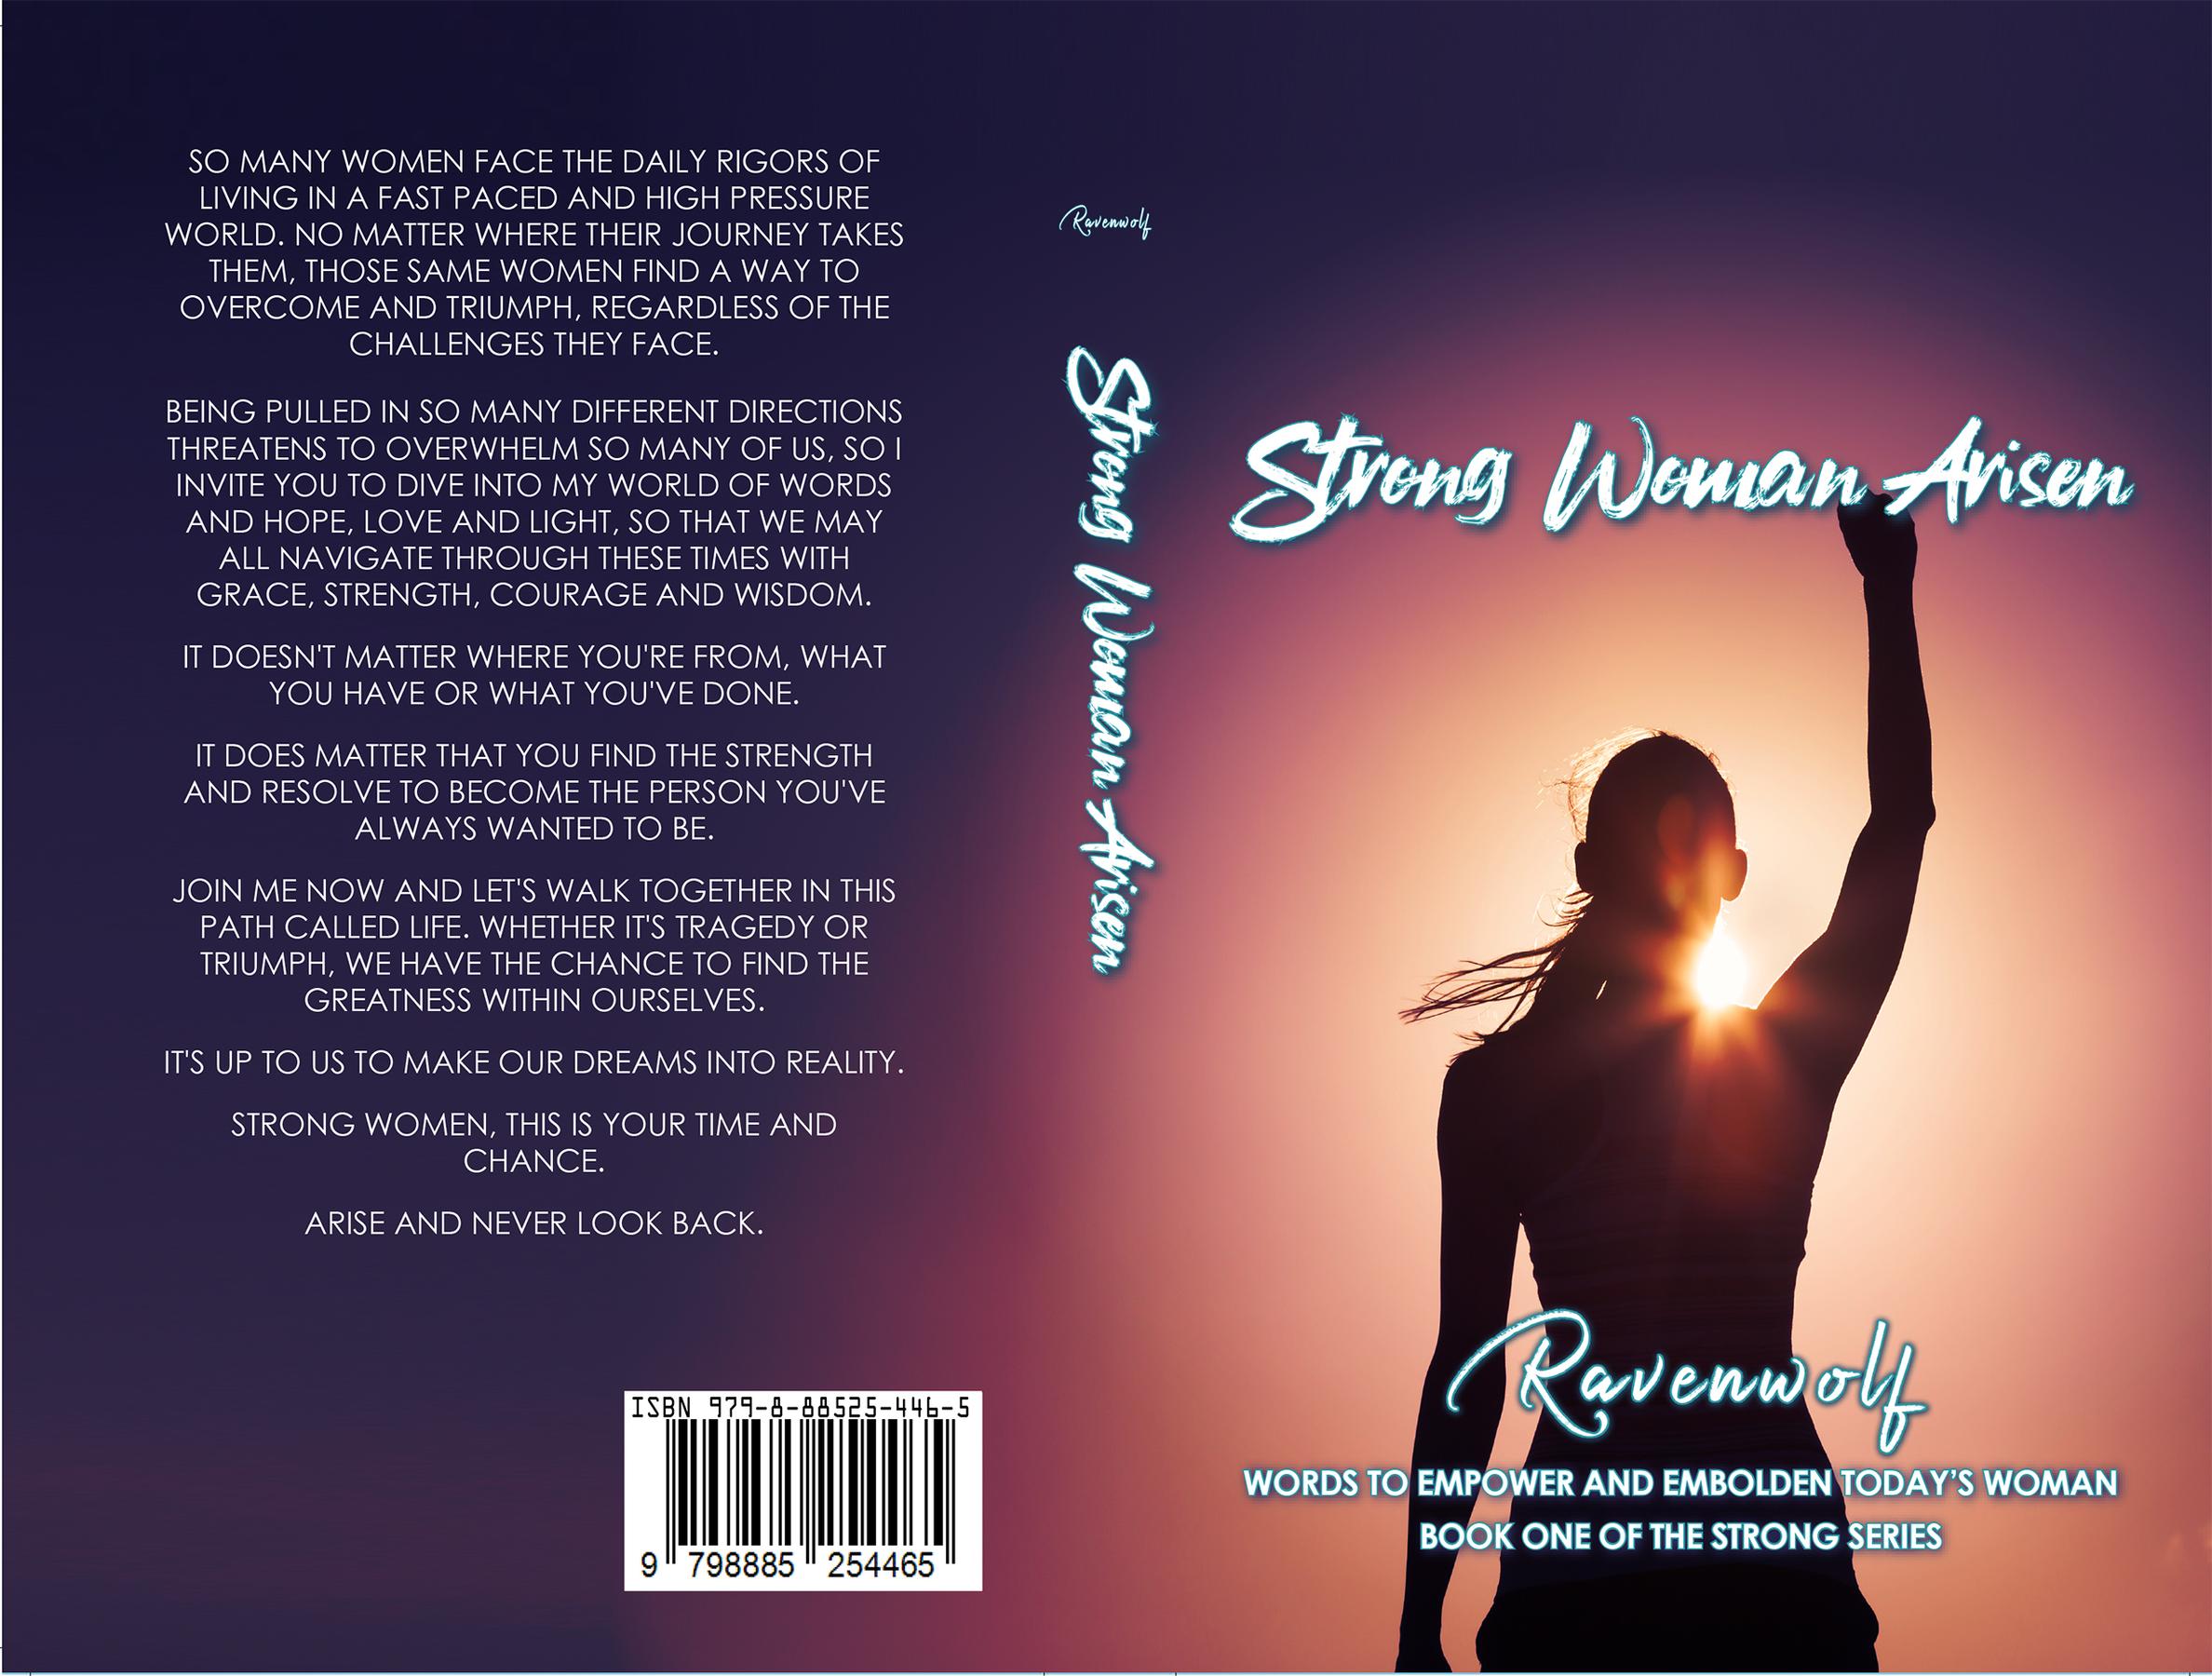 SO MANY WOMEN FACE THE DAILY RIGORS OF
LIVING IN A FAST PACED AND HIGH PRESSURE
WORLD. NO MATTER WHERE THEIR JOURNEY TAKES
THEM, THOSE SAME WOMEN FIND A WAY TO
OVERCOME AND TRIUMPH, REGARDLESS OF THE
CHALLENGES THEY FACE.
BEING PULLED IN SO MANY DIFFERENT DIRECTIONS
THREATENS TO OVERWHELM SO MANY OF US, SO I
INVITE YOU TO DIVE INTO MY WORLD OF WORDS
AND HOPE, LOVE AND LIGHT, SO THAT WE MAY
ALL NAVIGATE THROUGH THESE TIMES WITH
GRACE, STRENGTH, COURAGE AND WISDOM.
IT DOESN'T MATTER WHERE YOU'RE FROM, WHAT
YOU HAVE OR WHAT YOU'VE DONE.
IT DOES MATTER THAT YOU FIND THE STRENGTH
AND RESOLVE TO BECOME THE PERSON YOU'VE
ALWAYS WANTED TO BE.
JOIN ME NOW AND LET'S WALK TOGETHER IN THIS
PATH CALLED LIFE. WHETHER IT'S TRAGEDY OR
TRIUMPH, WE HAVE THE CHANCE TO FIND THE
GREATNESS WITHIN OURSELVES.
IT'S UP TO US TO MAKE OUR DREAMS INTO REALITY.
STRONG WOMEN, THIS IS YOUR TIME AND
CHANCE.
ARISE AND NEVER LOOK BACK.
ISBN 979-8-88525-446-5
9 798885 254465
Ravenwolf
Strong Woman Arisen
Strong Woman Arisen
Ravenwolf
WORDS TO EMPOWER AND EMBOLDEN TODAY’S WOMAN
BOOK ONE OF THE STRONG SERIES